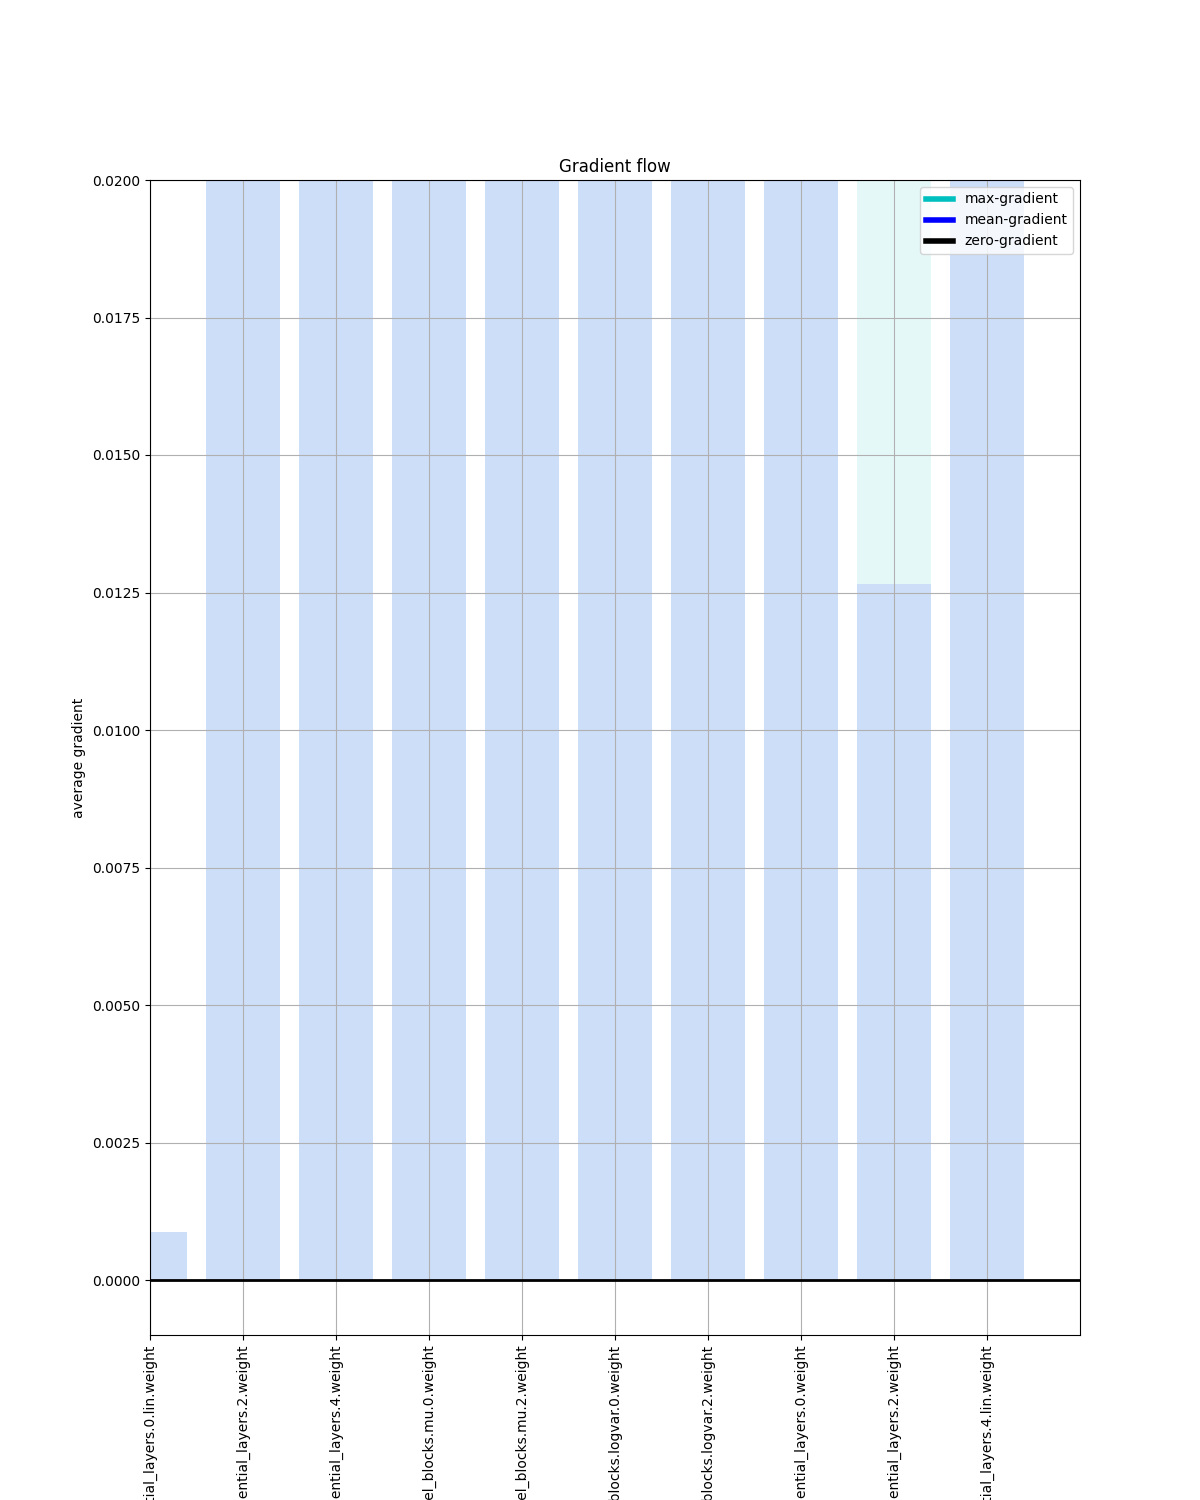 Gradient flow
max-gradient
mean-gradient
zero-gradient
0.0200
0.0175
0.0150
0.0125
0.0100
0.0075
0.0050
0.0025
0.0000
average gradient
tial_layers.0.lin.weight
ential_layers.2.weight
ential_layers.4.weight
el_blocks.mu.0.weight
el_blocks.mu.2.weight
blocks.logvar.0.weight
blocks.logvar.2.weight
ential_layers.0.weight
ential_layers.2.weight
tial_layers.4.lin.weight